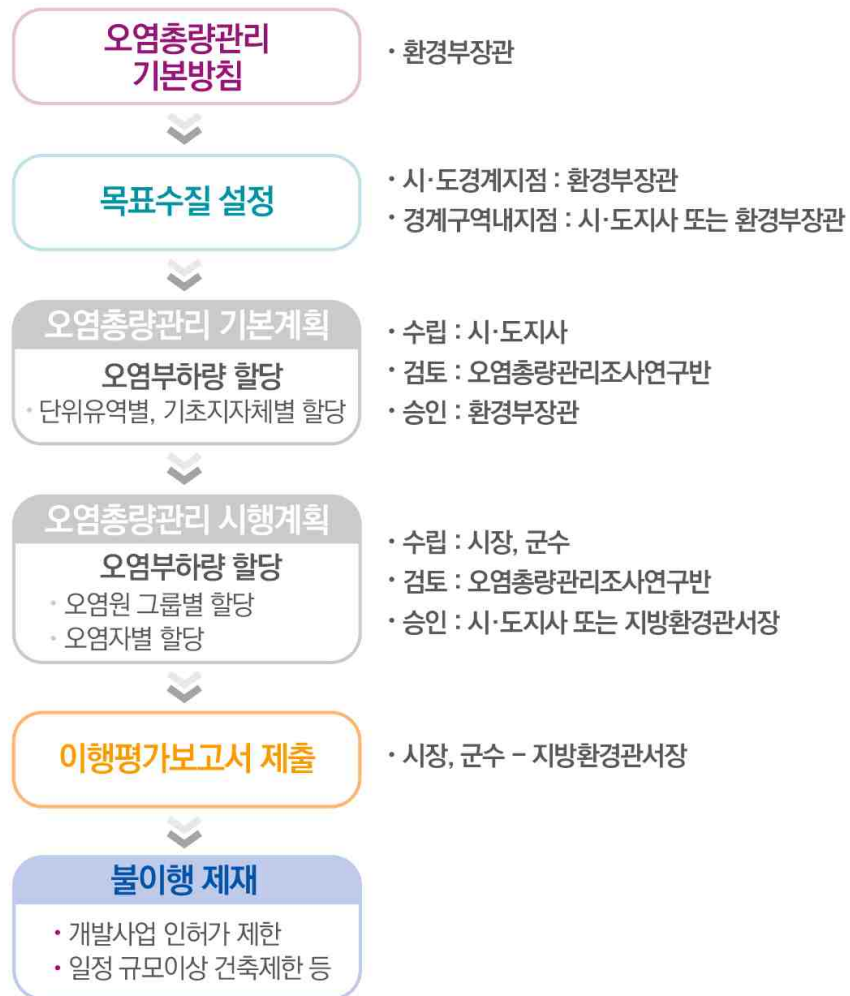 오염총량관리
기본방침
· 환경부장관
목표수질 설정
· 시·도경계지점 : 환경부장관
· 경계구역내지점 : 시·도지사 또는 환경부장관
오염총량관리 기본계획
오염부하량 할당
· 단위유역별, 기초지자체별 할당
· 수립 : 시·도지사
· 검토 : 오염총량관리조사연구반
· 승인 : 환경부장관
오염총량관리 시행계획
오염부하량 할당
· 오염원 그룹별 할당
· 오염자별 할당
· 수립 : 시장, 군수
· 검토 : 오염총량관리조사연구반
· 승인 : 시·도지사 또는 지방환경관서장
이행평가보고서 제출
· 시장, 군수 – 지방환경관서장
불이행 제재
• 개발사업 인허가 제한
• 일정 규모이상 건축제한 등